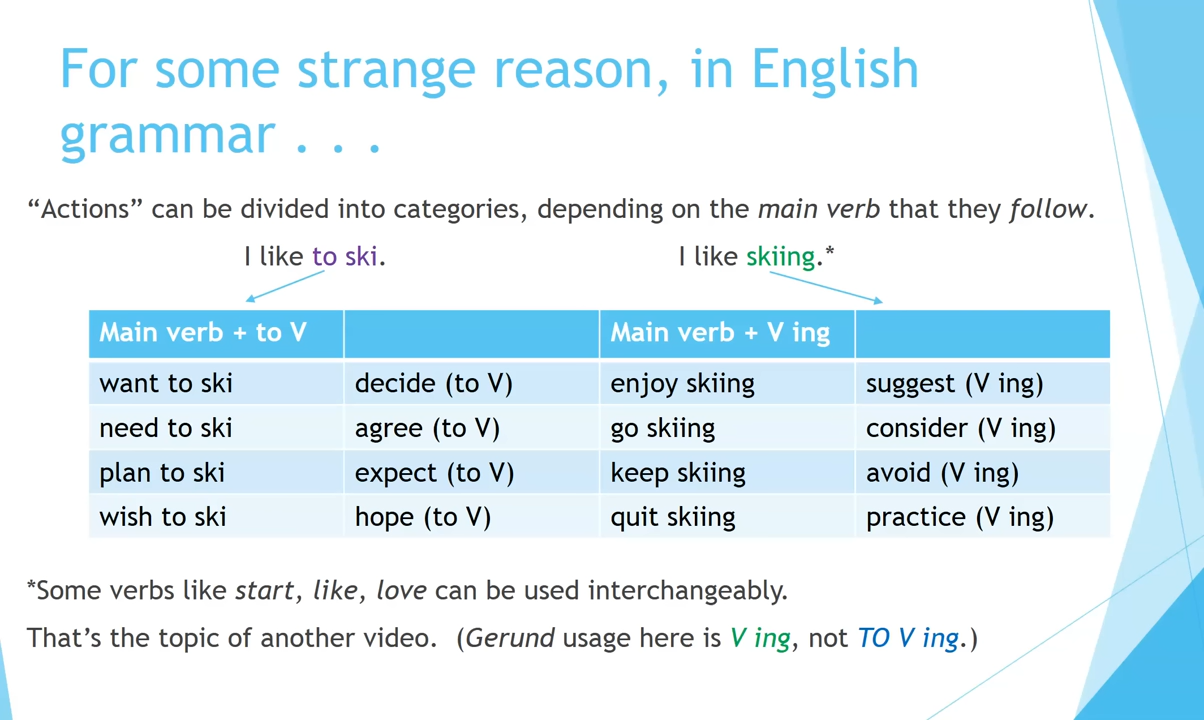 For some strange reason, in English
grammar . . .
“Actions” can be divided into categories, depending on the main verb that they follow.
I like to ski. I like skiing.*
Main verb + to V Main verb + V ing
want to ski decide (to V) enjoy skiing suggest (V ing)
need to ski agree (to V) go skiing consider (V ing)
plan to ski expect (to V) keep skiing avoid (V ing)
wish to ski hope (to V) quit skiing practice (V ing)
*Some verbs like start, like, love can be used interchangeably.
That’s the topic of another video. (Gerund usage here is V ing, not TO V ing.)